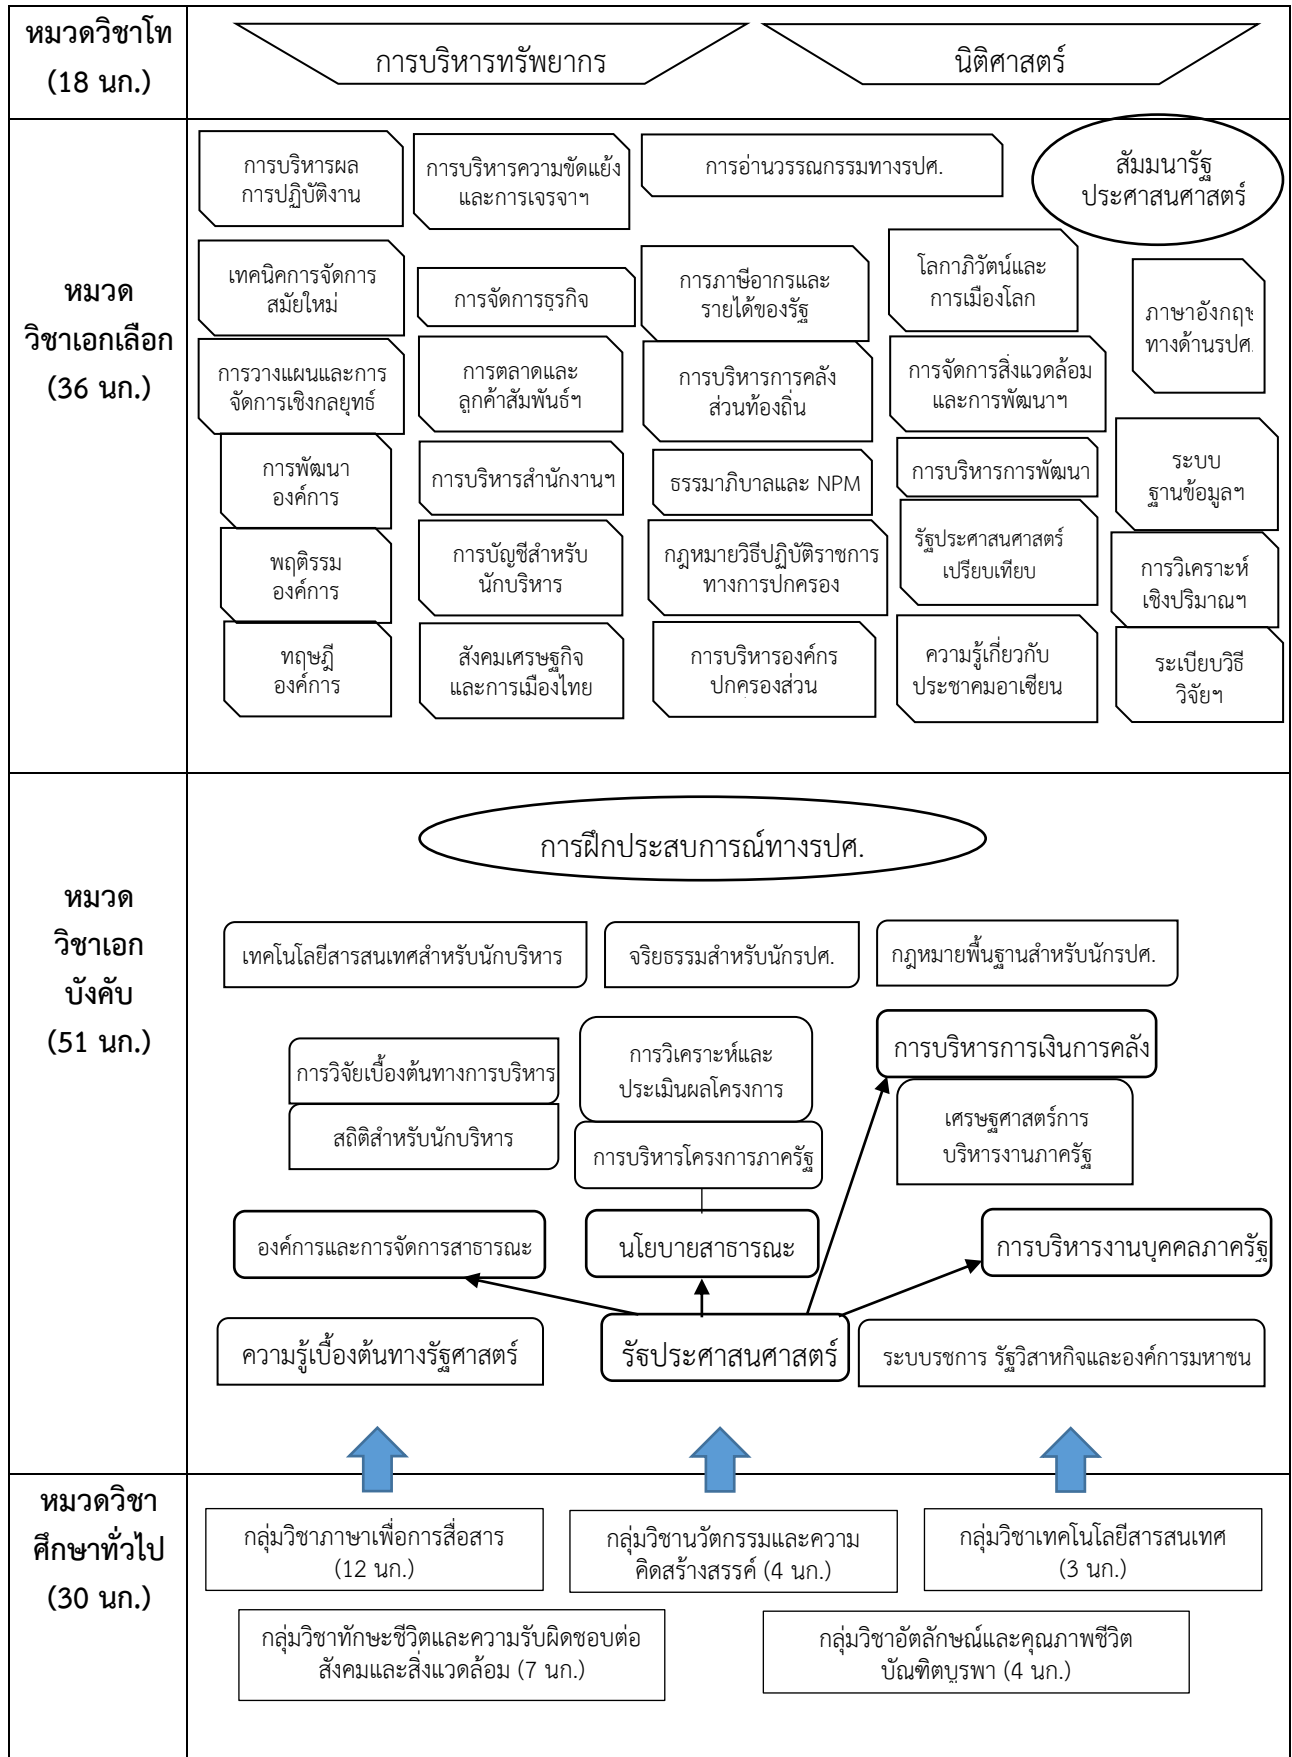 หมวดวิชาโท
(18 นก.)
การบริหารทรัพยากร
นิติศาสตร์
หมวด
วิชาเอกเลือก
(36 นก.)
การบริหารผล
การปฏิบัติงาน
การบริหารความขัดแย้ง
และการเจรจาฯ
การอ่านวรรณกรรมทางรปศ.
สัมมนารัฐ
ประศาสนศาสตร์
เทคนิคการจัดการ
สมัยใหม่
การจัดการธุรกิจ
การภาษีอากรและ
รายได้ของรัฐ
โลกาภิวัตน์และ
การเมืองโลก
ภาษาอังกฤษ
ทางด้านรปศ.
การวางแผนและการ
จัดการเชิงกลยุทธ์
การตลาดและ
ลูกค้าสัมพันธ์ฯ
การบริหารการคลัง
ส่วนท้องถิ่น
การจัดการสิ่งแวดล้อม
และการพัฒนาฯ
การพัฒนา
องค์การ
การบริหารสำนักงานฯ
ธรรมาภิบาลและ NPM
การบริหารการพัฒนา
ระบบ
ฐานข้อมูลฯ
พฤติรรม
องค์การ
การบัญชีสำหรับ
นักบริหาร
กฎหมายวิธีปฏิบัติราชการ
ทางการปกครอง
รัฐประศาสนศาสตร์
เปรียบเทียบ
การวิเคราะห์
เชิงปริมาณฯ
ทฤษฎี
องค์การ
สังคมเศรษฐกิจ
และการเมืองไทย
การบริหารองค์กร
ปกครองส่วน
ความรู้เกี่ยวกับ
ประชาคมอาเซียน
ระเบียบวิธี
วิจัยฯ
หมวด
วิชาเอก
บังคับ
(51 นก.)
การฝึกประสบการณ์ทางรปศ.
เทคโนโลยีสารสนเทศสำหรับนักบริหาร
จริยธรรมสำหรับนักรปศ.
กฎหมายพื้นฐานสำหรับนักรปศ.
การวิจัยเบื้องต้นทางการบริหาร
การวิเคราะห์และ
ประเมินผลโครงการ
การบริหารการเงินการคลัง
สถิติสำหรับนักบริหาร
การบริหารโครงการภาครัฐ
เศรษฐศาสตร์การ
บริหารงานภาครัฐ
องค์การและการจัดการสาธารณะ
นโยบายสาธารณะ
การบริหารงานบุคคลภาครัฐ
ความรู้เบื้องต้นทางรัฐศาสตร์
รัฐประศาสนศาสตร์
ระบบรชการ รัฐวิสาหกิจและองค์การมหาชน
หมวดวิชา
ศึกษาทั่วไป
(30 นก.)
กลุ่มวิชาภาษาเพื่อการสื่อสาร
(12 นก.)
กลุ่มวิชานวัตกรรมและความ
คิดสร้างสรรค์ (4 นก.)
กลุ่มวิชาเทคโนโลยีสารสนเทศ
(3 นก.)
กลุ่มวิชาทักษะชีวิตและความรับผิดชอบต่อ
สังคมและสิ่งแวดล้อม (7 นก.)
กลุ่มวิชาอัตลักษณ์และคุณภาพชีวิต
บัณฑิตบูรพา (4 นก.)